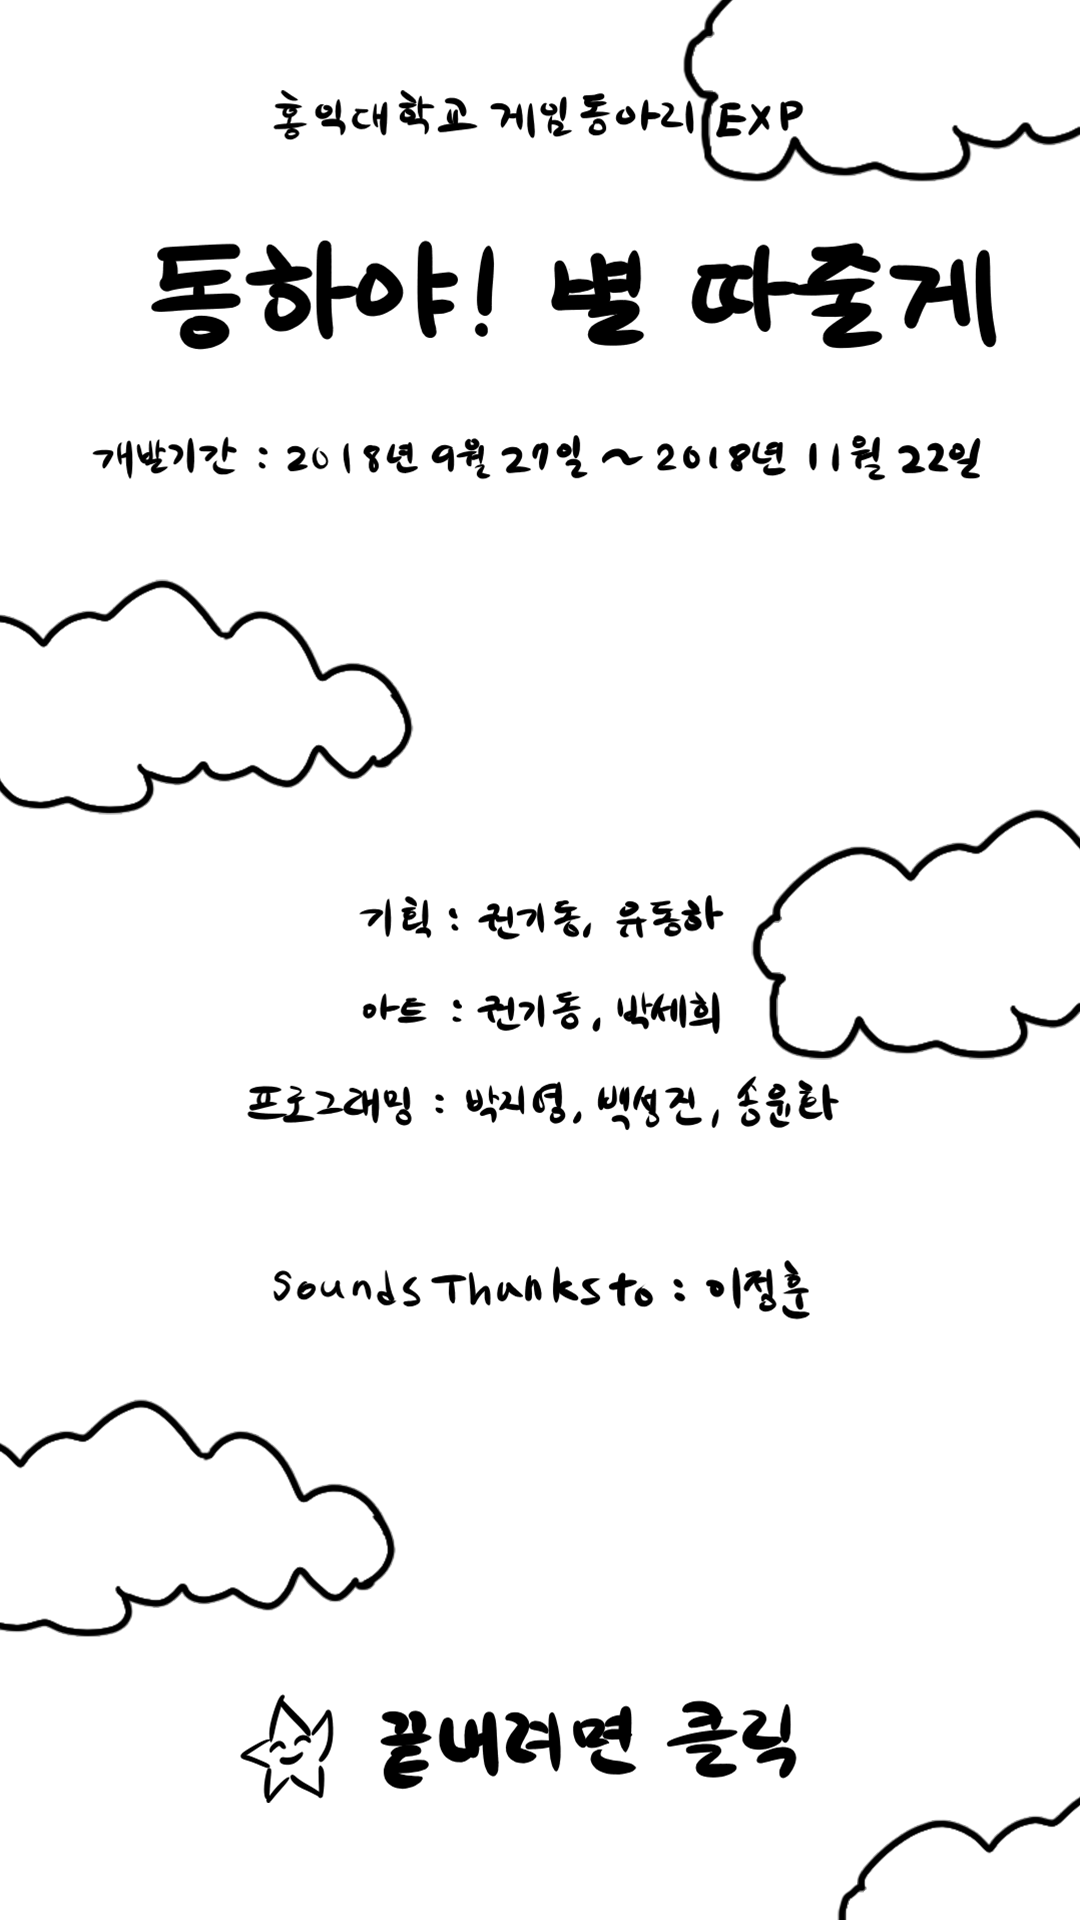 홍익대학교 게임동아리 EXP
동하야! 별 따줄게
개발기간 : 2018년 9월 27일 ~ 2018년 11월 22일
기획 : 권기동, 유동하
아트 : 권기동, 박세희
프로그래밍 : 박지영, 백성진, 송윤화
Sounds Thanks to : 이정훈
끝내려면 클릭